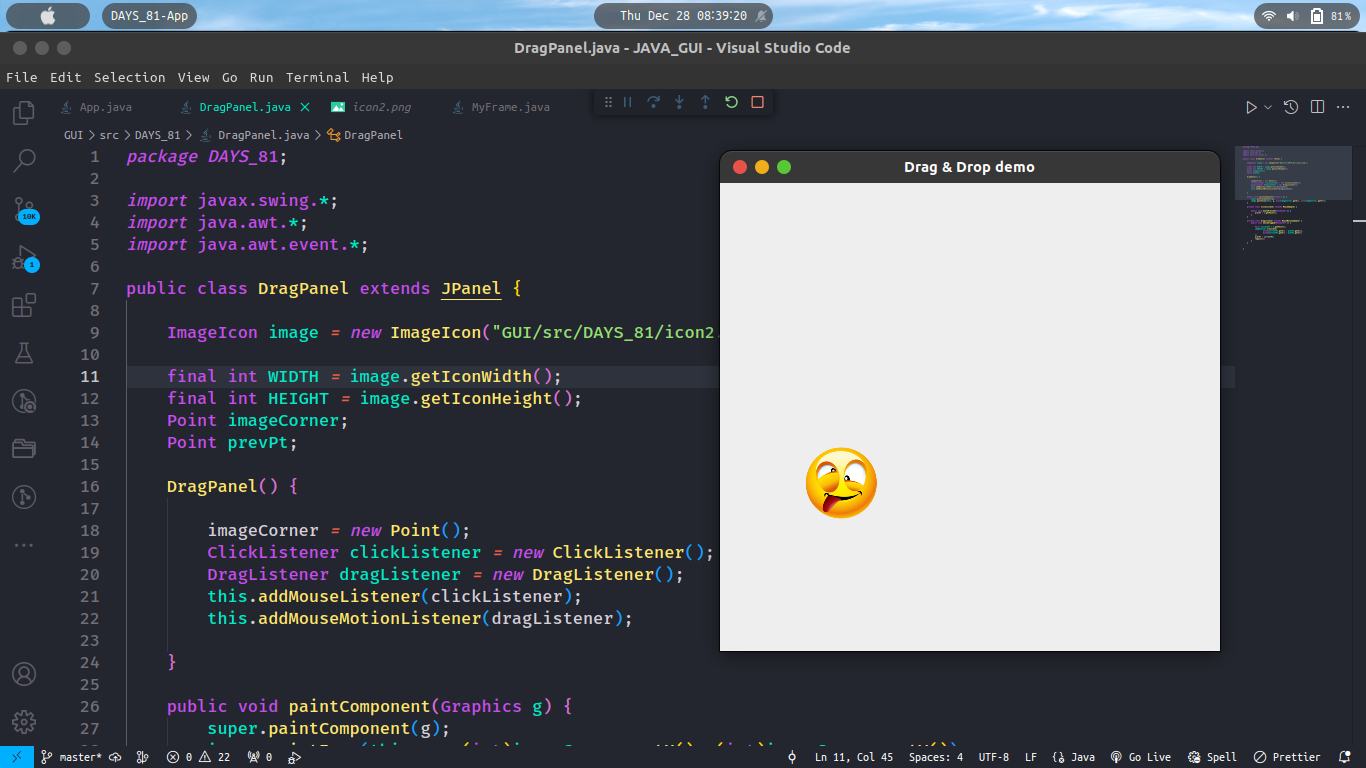 DAYS_81-App
Thu Dec 28 08:39:20
81%
DragPanel.java - JAVA_GUI - Visual Studio Code
File Edit Selection View Go Run Terminal Help
App.java
DragPanel.java
icon2.png
MyFrame.java
GUI > src > DAYS_81 > DragPanel.java > DragPanel
10K
1
1 package DAYS_81;
2
3 import javax.swing.*;
4 import java.awt.*;
5 import java.awt.event.*;
6
7 public class DragPanel extends JPanel {
8
9 ImageIcon image = new ImageIcon("GUI/src/DAYS_81/icon2.
10
11 final int WIDTH = image.getIconWidth();
12 final int HEIGHT = image.getIconHeight();
13 Point imageCorner;
14 Point prevPt;
15
16 DragPanel() {
17
18 imageCorner = new Point();
19 ClickListener clickListener = new ClickListener();
20 DragListener dragListener = new DragListener();
21 this.addMouseListener(clickListener);
22 this.addMouseMotionListener(dragListener);
23
24 }
25
26 public void paintComponent(Graphics g) {
27 super.paintComponent(g);
Drag & Drop demo
master* 0 22 0 Ln 11, Col 45 Spaces: 4 UTF-8 LF {} Java Go Live Spell Prettier